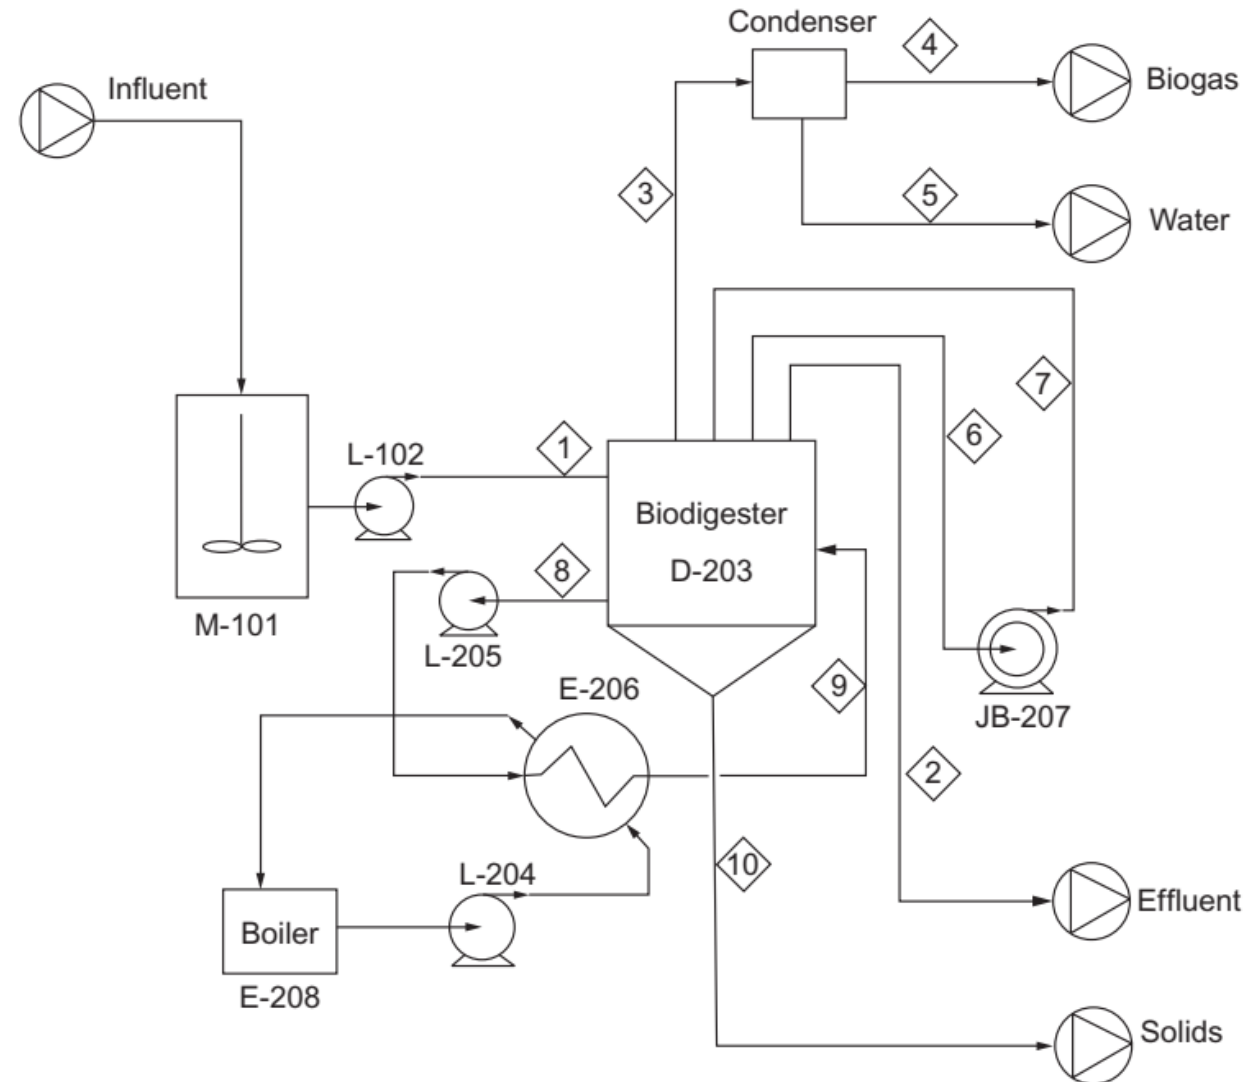 Condenser
4
Biogas
Influent
3
5
Water
7
L-102
1
6
Biodigester
D-203
8
M-101
L-205
E-206
9
JB-207
2
10
L-204
Boiler
E-208
Effluent
Solids